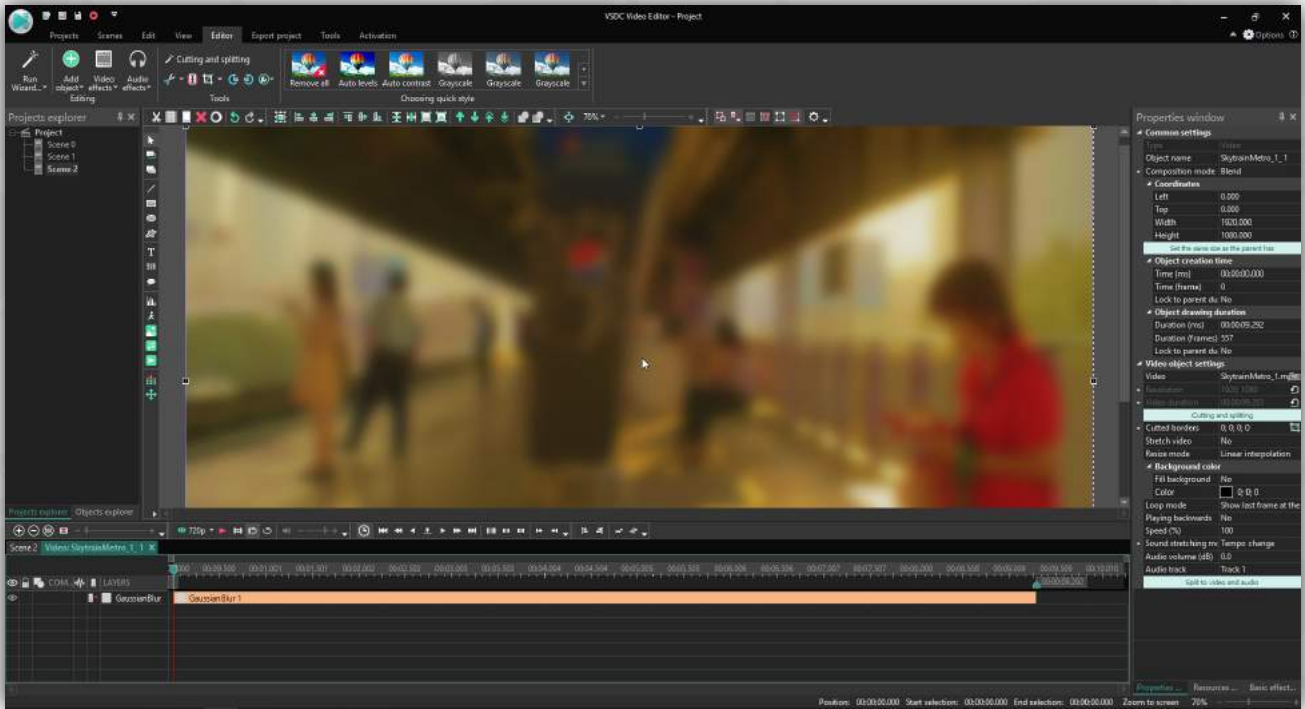 VSDC Video Editor - Project
Projects Scenes Edit View Editor Export project Tools Activation
Options
Run Wizard...
Add object
Video effects
Audio effects
Editing
Cutting and splitting
Tools
Remove all Auto levels Auto contrast Grayscale Grayscale Grayscale
Choosing quick style
Projects explorer
Project
Scene 0
Scene 1
Scene 2
70%
T
Properties window
Common settings
Type Video
Object name SkytrainMetro_1_1
Composition mode Blend
Coordinates
Left 0.000
Top 0.000
Width 1920.000
Height 1080.000
Set the same size as the parent has
Object creation time
Time (ms) 00:00:00.000
Time (frame) 0
Lock to parent du No
Object drawing duration
Duration (ms) 00:00:09.292
Duration (frames) 557
Lock to parent du No
Video object settings
Video SkytrainMetro_1.mp
Resolution
Video duration
Cutting and splitting
Cutted borders 0; 0; 0; 0
Stretch video No
Resize mode Linear interpolation
Background color
Fill background No
Color 0; 0; 0
Loop mode Show last frame at the
Playing backwards No
Speed (%) 100
Sound stretching mo Tempo change
Audio volume (dB) 0.0
Audio track Track 1
Split to video and audio
Projects explorer Objects explorer
720p
Scene 2 Video: SkytrainMetro_1_1
COM... LAYERS
GaussianBlur GaussianBlur 1
Properties ... Resources ... Basic effect...
Position: 00:00:00.000 Start selection: 00:00:00.000 End selection: 00:00:00.000 Zoom to screen 70%